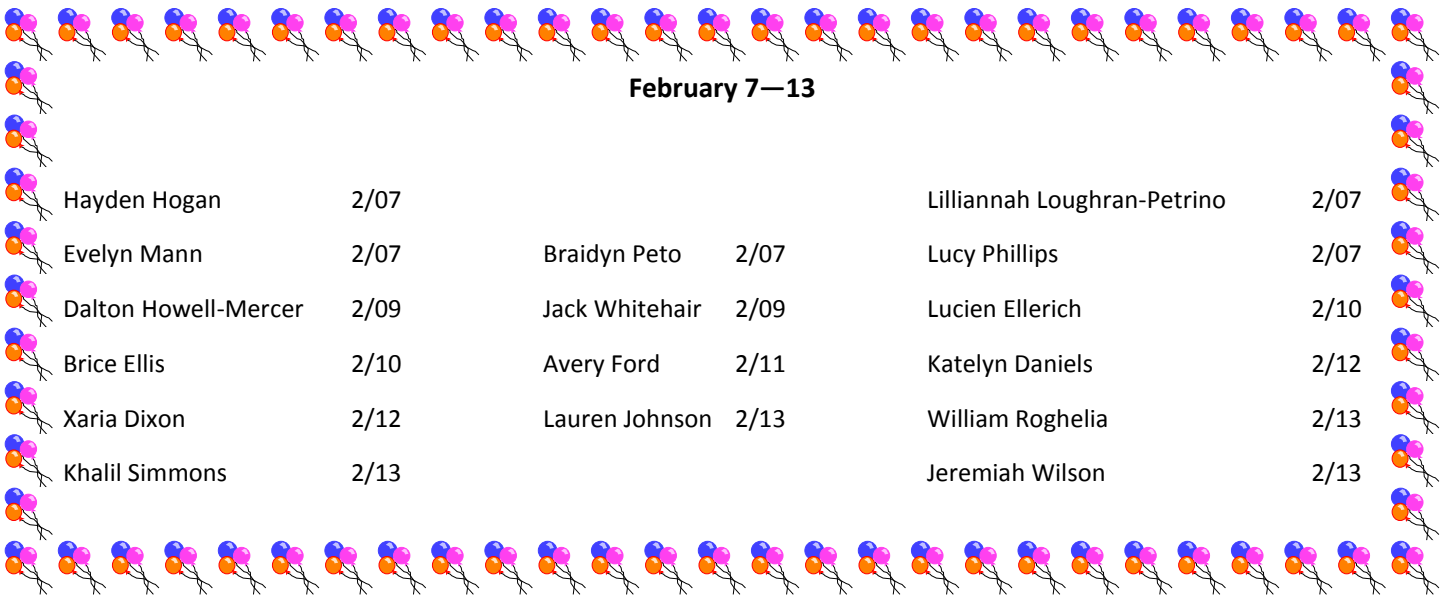 February 7—13
Hayden Hogan 2/07 Lilliannah Loughran-Petrino 2/07
Evelyn Mann 2/07 Braidyn Peto 2/07 Lucy Phillips 2/07
Dalton Howell-Mercer 2/09 Jack Whitehair 2/09 Lucien Ellerich 2/10
Brice Ellis 2/10 Avery Ford 2/11 Katelyn Daniels 2/12
Xaria Dixon 2/12 Lauren Johnson 2/13 William Roghelia 2/13
Khalil Simmons 2/13 Jeremiah Wilson 2/13